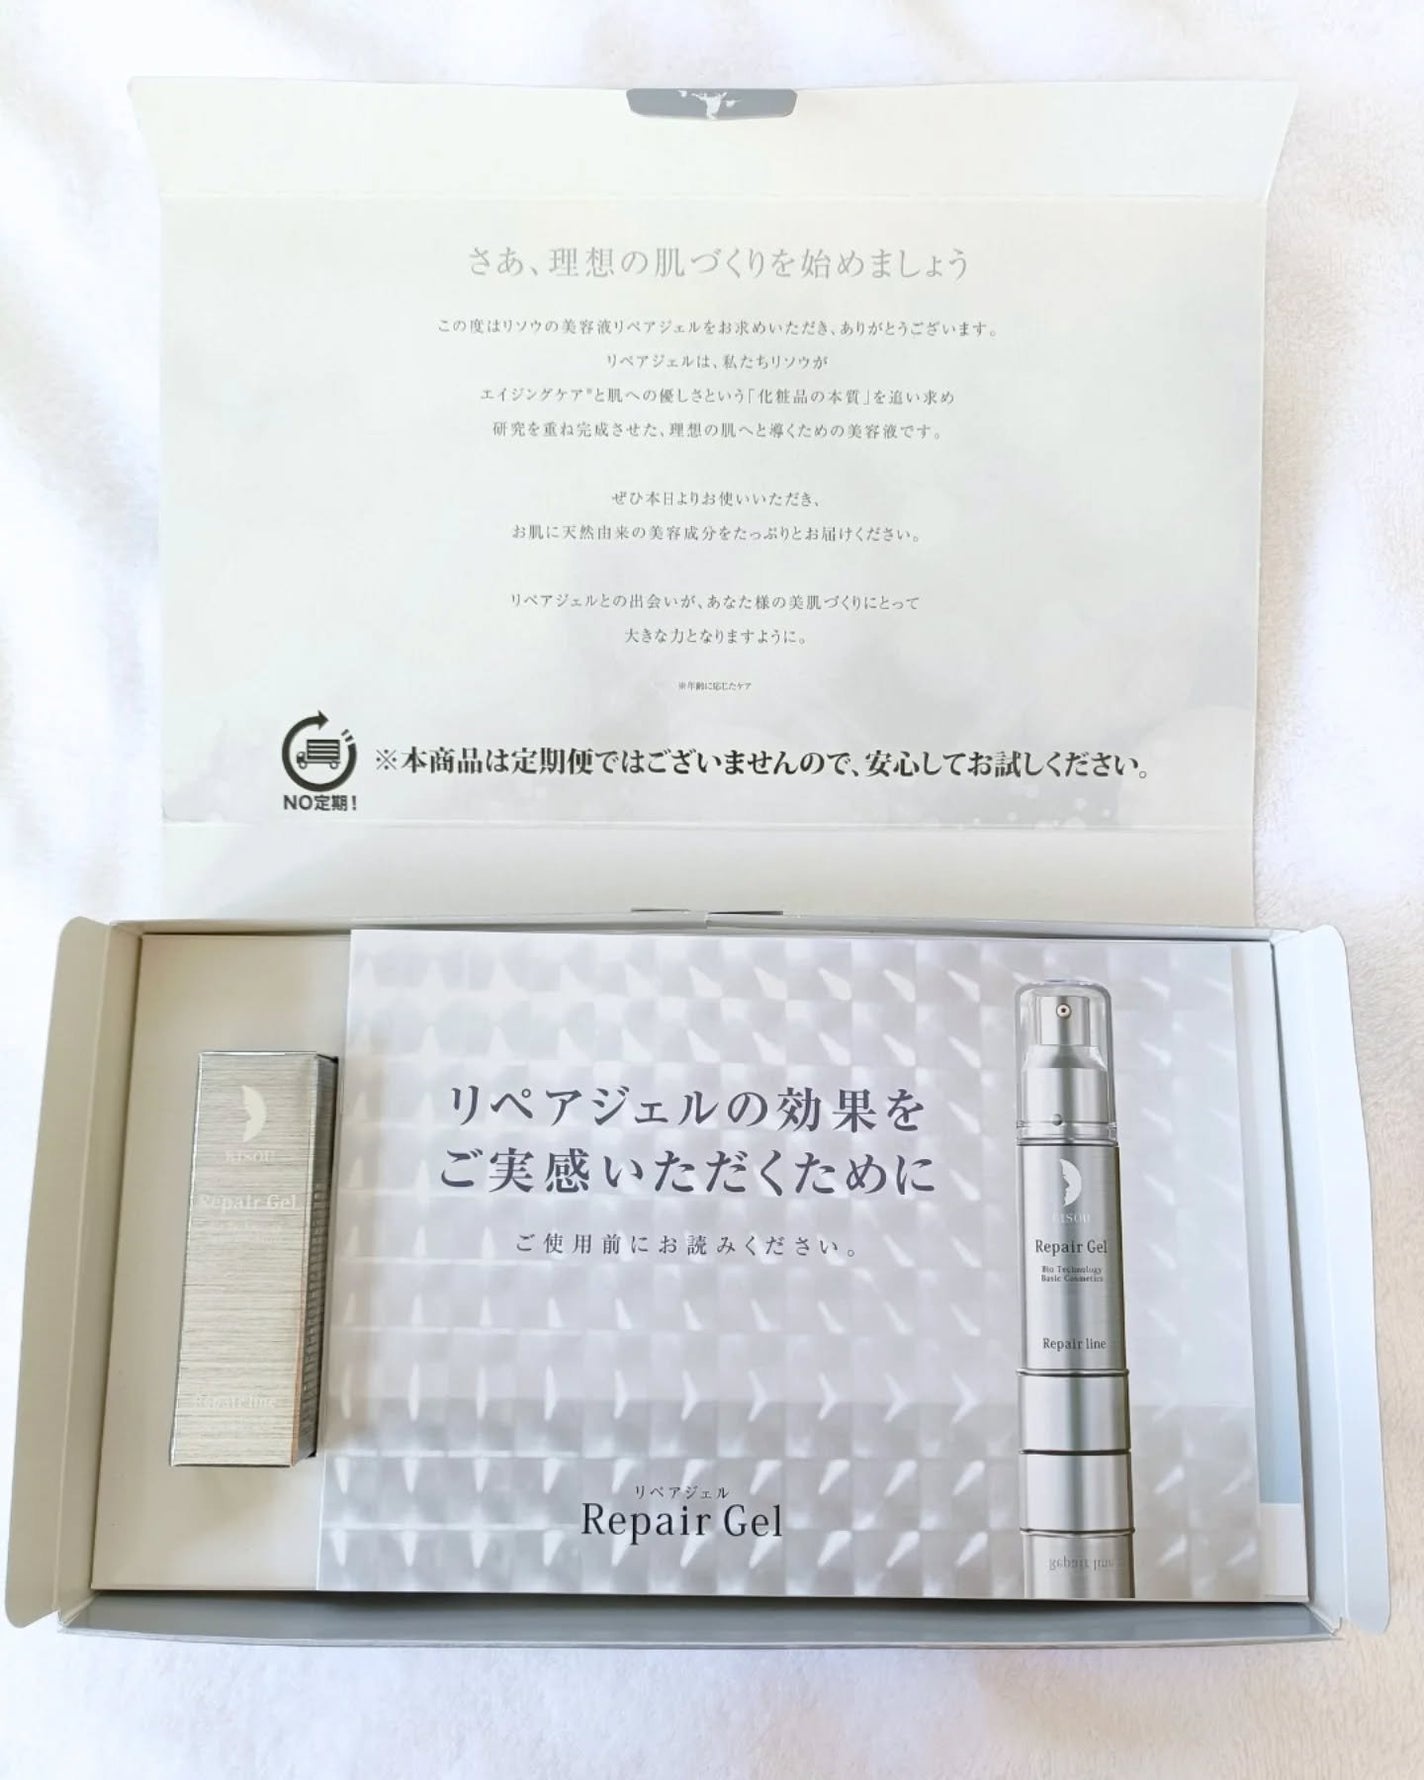 さあ、理想の肌づくりを始めましょう
この度はリソウの美容液リペアジェルをお求めいただき、ありがとうございます。
リペアジェルは、私たちリソウが
エイジングケア※と肌への優しさという「化粧品の本質」を追い求め
研究を重ね完成させた、理想の肌へと導くための美容液です。
ぜひ本日よりお使いいただき、
お肌に天然由来の美容成分をたっぷりとお届けください。
リペアジェルとの出会いが、あなた様の美肌づくりにとって
大きな力となりますように。
※年齢に応じたケア
※本商品は定期便ではございませんので、安心してお試しください。
NO定期!
リペアジェルの効果を
ご実感いただくために
ご使用前にお読みください。
リペアジェル
Repair Gel
RISOU
Repair Gel
Repair line
RISOU
Repair Gel
Bio Technology
Basic Cosmetics
Repair line